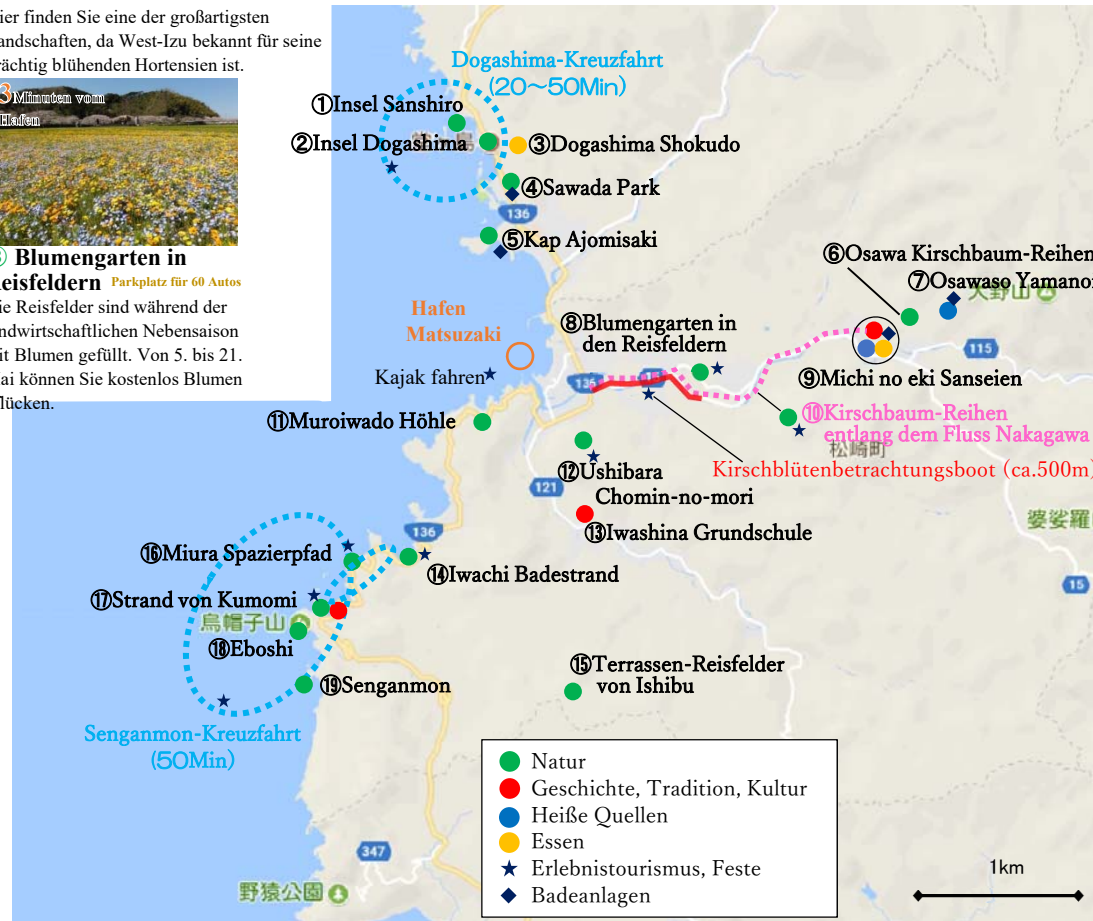 ier finden Sie eine der großartigsten
andschaften, da West-Izu bekannt für seine
rächtig blühenden Hortensien ist.
3 Minuten vom
Hafen
Blumengarten in
eisfeldern Parkplatz für 60 Autos
ie Reisfelder sind während der
ndwirtschaftlichen Nebensaison
it Blumen gefüllt. Von 5. bis 21.
ai können Sie kostenlos Blumen
flücken.
Dogashima-Kreuzfahrt
(20~50Min)
①Insel Sanshiro
②Insel Dogashima
③Dogashima Shokudo
④Sawada Park
136
⑤Kap Ajomisaki
⑥Osawa Kirschbaum-Reihen
⑦Osawaso Yamanoi
大野山
115
Hafen
Matsuzaki
⑧Blumengarten in
den Reisfeldern
Kajak fahren
136
⑨Michi no eki Sanseien
⑩Kirschbaum-Reihen
entlang dem Fluss Nakagawa
松崎町
⑪Muroiwado Höhle
Kirschblütenbetrachtungsboot (ca.500m)
⑫Ushibara
Chomin-no-mori
121
⑬Iwashina Grundschule
婆娑羅山
136
⑭Iwachi Badestrand
15
⑯Miura Spazierpfad
⑰Strand von Kumomi
烏帽子山
⑱Eboshi
⑲Senganmon
⑮Terrassen-Reisfelder
von Ishibu
Senganmon-Kreuzfahrt
(50Min)
Natur
Geschichte, Tradition, Kultur
Heiße Quellen
Essen
Erlebnistourismus, Feste
Badeanlagen
347
野猿公園
1km